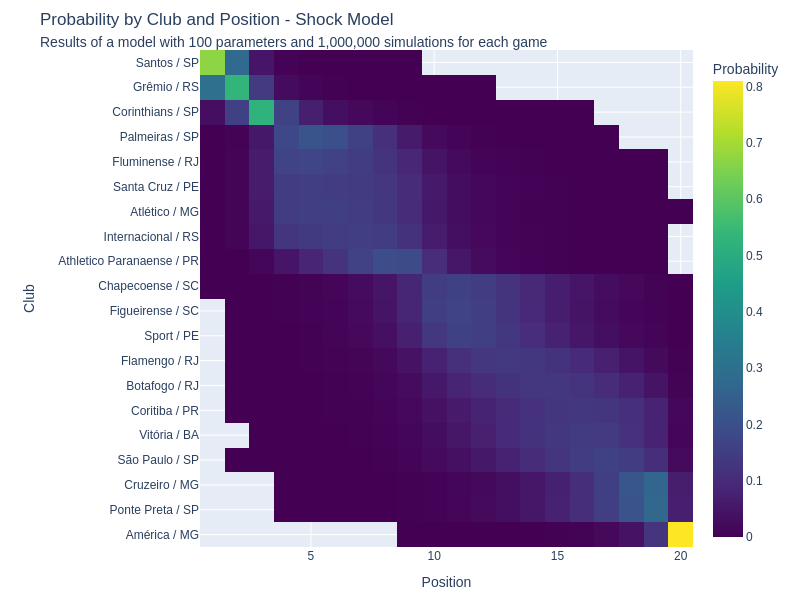 Probability by Club and Position - Shock Model
Results of a model with 100 parameters and 1,000,000 simulations for each game
Probability
Santos / SP
Grêmio / RS
Corinthians / SP
Palmeiras / SP
Fluminense / RJ
Santa Cruz / PE
Atlético / MG
Internacional / RS
Athletico Paranaense / PR
Chapecoense / SC
Figueirense / SC
Sport / PE
Flamengo / RJ
Botafogo / RJ
Coritiba / PR
Vitória / BA
São Paulo / SP
Cruzeiro / MG
Ponte Preta / SP
América / MG
Club
5
10
15
20
Position
0.8
0.7
0.6
0.5
0.4
0.3
0.2
0.1
0